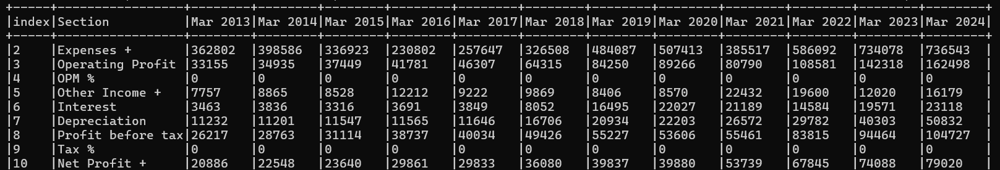 +-----+-----------------+--------+--------+--------+--------+--------+--------+--------+--------+--------+--------+--------+--------+
|index|Section          |Mar 2013|Mar 2014|Mar 2015|Mar 2016|Mar 2017|Mar 2018|Mar 2019|Mar 2020|Mar 2021|Mar 2022|Mar 2023|Mar 2024|
+-----+-----------------+--------+--------+--------+--------+--------+--------+--------+--------+--------+--------+--------+--------+
|2    |Expenses +       |362802  |398586  |336923  |230802  |257647  |326508  |484087  |507413  |385517  |586092  |734078  |736543  |
|3    |Operating Profit |33155   |34935   |37449   |41781   |46307   |64315   |84250   |89266   |80790   |108581  |142318  |162498  |
|4    |OPM %            |0       |0       |0       |0       |0       |0       |0       |0       |0       |0       |0       |0       |
|5    |Other Income +   |7757    |8865    |8528    |12212   |9222    |9869    |8406    |8570    |22432   |19600   |12020   |16179   |
|6    |Interest         |3463    |3836    |3316    |3691    |3849    |8052    |16495   |22027   |21189   |14584   |19571   |23118   |
|7    |Depreciation     |11232   |11201   |11547   |11565   |11646   |16706   |20934   |22203   |26572   |29782   |40303   |50832   |
|8    |Profit before tax|26217   |28763   |31114   |38737   |40034   |49426   |55227   |53606   |55461   |83815   |94464   |104727  |
|9    |Tax %            |0       |0       |0       |0       |0       |0       |0       |0       |0       |0       |0       |0       |
|10   |Net Profit +     |20886   |22548   |23640   |29861   |29833   |36080   |39837   |39880   |53739   |67845   |74088   |79020   |